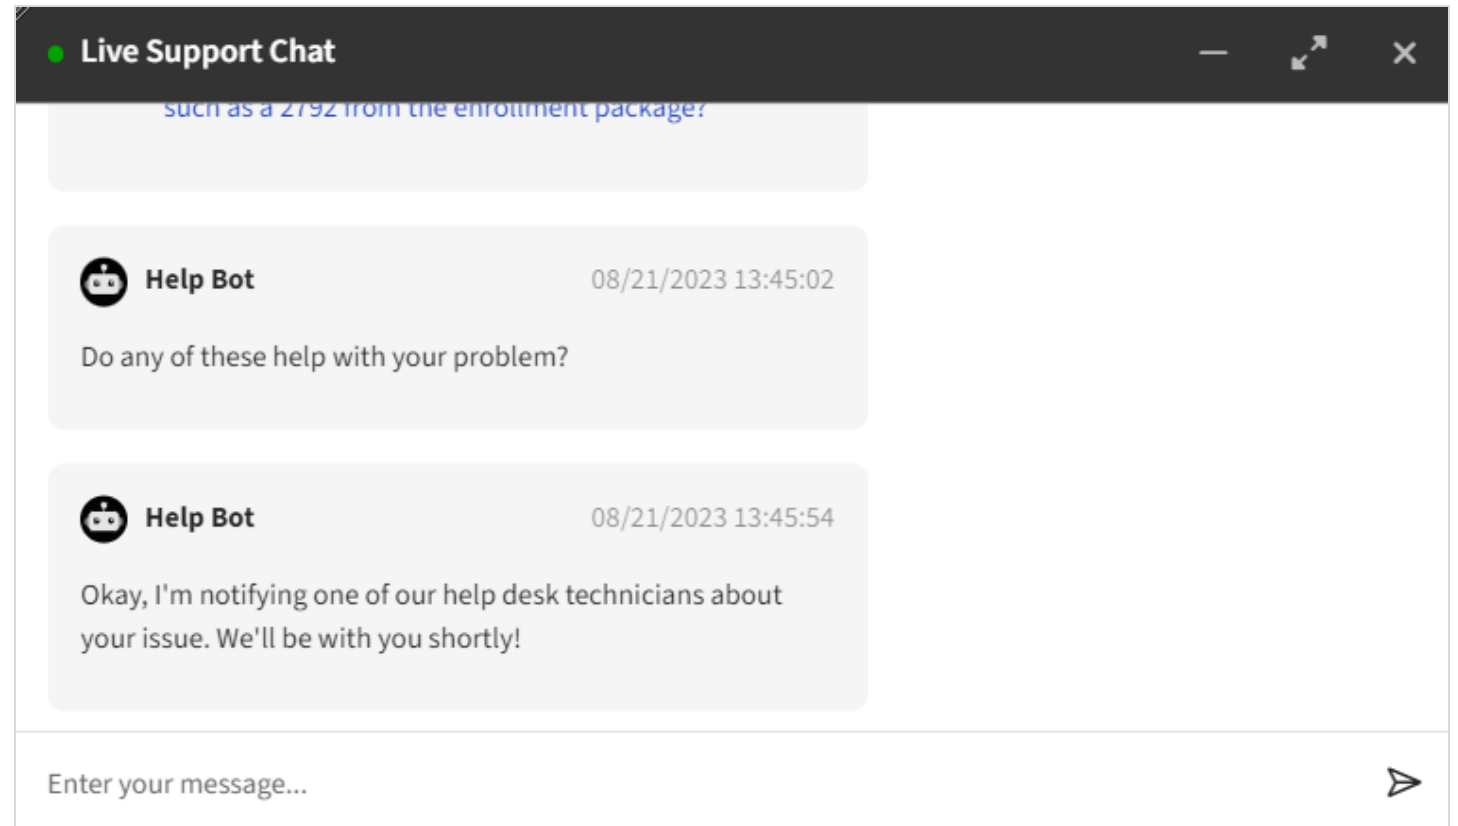 Live Support Chat
such as a 2792 from the enrollment package?
Help Bot 08/21/2023 13:45:02
Do any of these help with your problem?
Help Bot 08/21/2023 13:45:54
Okay, I'm notifying one of our help desk technicians about
your issue. We'll be with you shortly!
Enter your message...